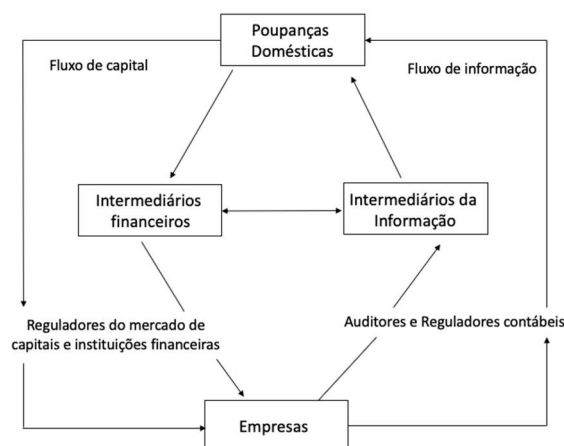 Poupanças
Domésticas
Fluxo de capital
Fluxo de informação
Intermediários
financeiros
Intermediários da
Informação
Reguladores do mercado de
capitais e instituições financeiras
Auditores e Reguladores contábeis
Empresas